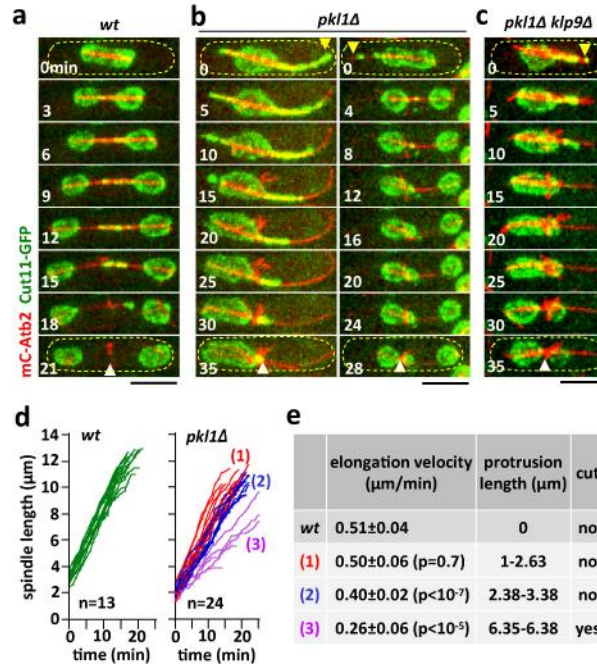 a wt b pkl1Δ c pkl1Δ klp9Δ
0min 0 0 0
3 5 4 5
6 10 8 10
9 15 12 15
12 20 16 20
15 25 20 25
18 30 24 30
21 35 28 35
mC-Atb2 Cut11-GFP
d e
spindle length (μm)
14
12
10
8
6
4
2
0
wt
n=13
0 10 20
time (min)
pkl1Δ
(1)
(2)
(3)
n=24
0 10 20
time (min)
elongation velocity (μm/min) protrusion length (μm) cut
wt 0.51±0.04 0 no
(1) 0.50±0.06 (p=0.7) 1-2.63 no
(2) 0.40±0.02 (p<10⁻⁷) 2.38-3.38 no
(3) 0.26±0.06 (p<10⁻⁵) 6.35-6.38 yes